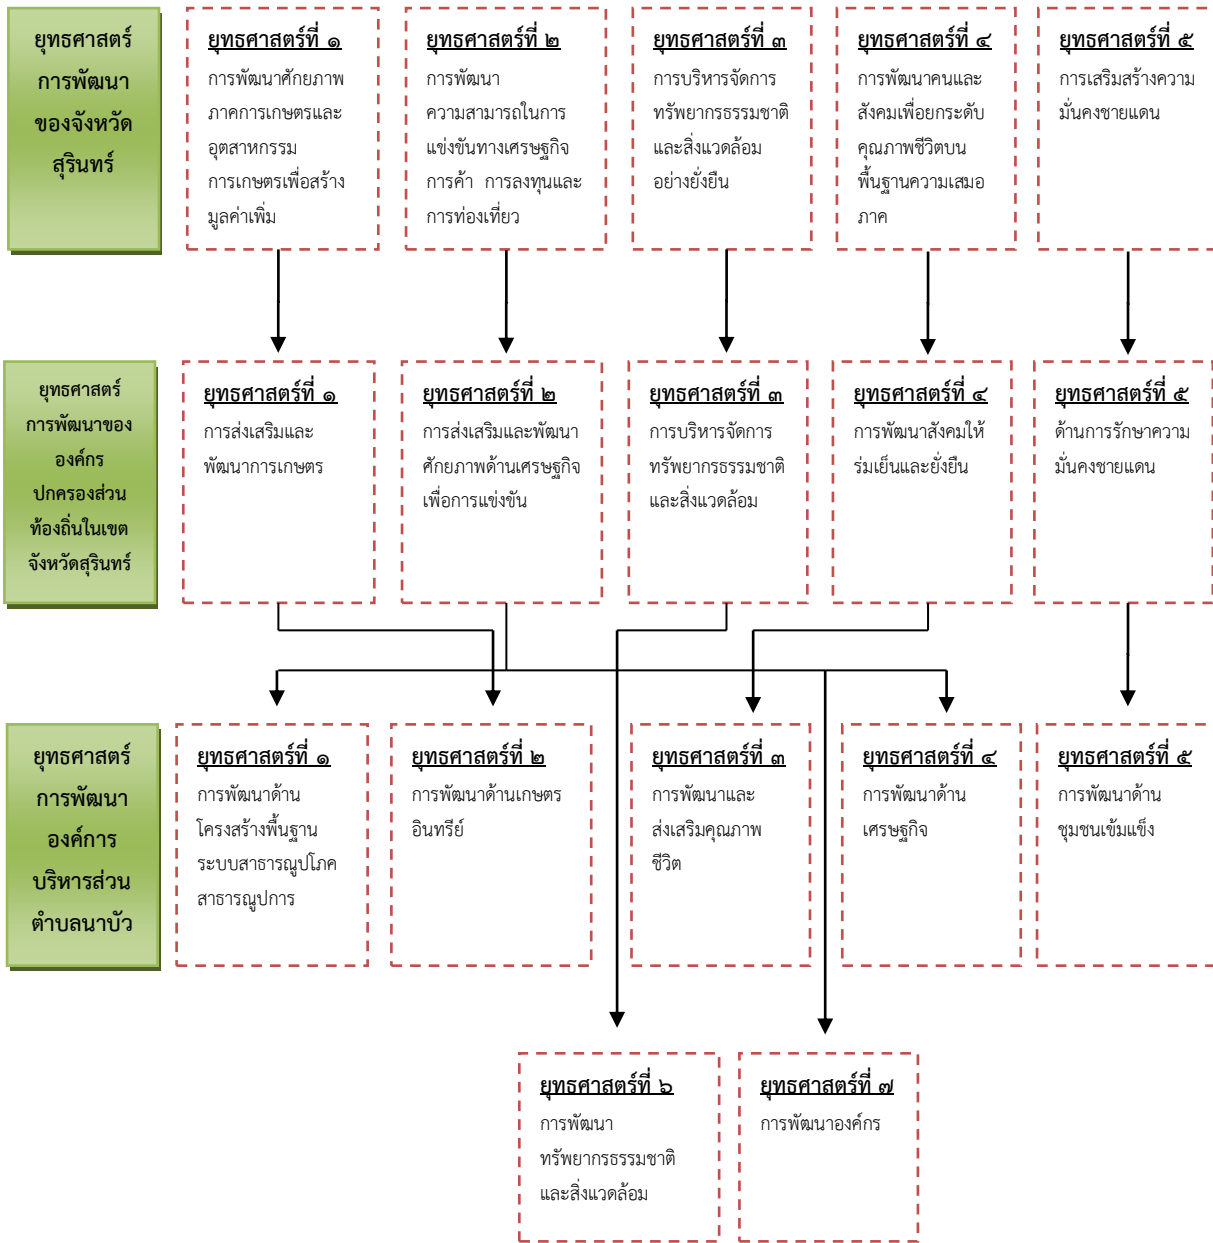 ยุทธศาสตร์
การพัฒนา
ของจังหวัด
สุรินทร์
ยุทธศาสตร์ที่ ๑
การพัฒนาศักยภาพ
ภาคการเกษตรและ
อุตสาหกรรม
การเกษตรเพื่อสร้าง
มูลค่าเพิ่ม
ยุทธศาสตร์ที่ ๒
การพัฒนา
ความสามารถในการ
แข่งขันทางเศรษฐกิจ
การค้า การลงทุนและ
การท่องเที่ยว
ยุทธศาสตร์ที่ ๓
การบริหารจัดการ
ทรัพยากรธรรมชาติ
และสิ่งแวดล้อม
อย่างยั่งยืน
ยุทธศาสตร์ที่ ๔
การพัฒนาคนและ
สังคมเพื่อยกระดับ
คุณภาพชีวิตบน
พื้นฐานความเสมอ
ภาค
ยุทธศาสตร์ที่ ๕
การเสริมสร้างความ
มั่นคงชายแดน
ยุทธศาสตร์
การพัฒนาของ
องค์กร
ปกครองส่วน
ท้องถิ่นในเขต
จังหวัดสุรินทร์
ยุทธศาสตร์ที่ ๑
การส่งเสริมและ
พัฒนาการเกษตร
ยุทธศาสตร์ที่ ๒
การส่งเสริมและพัฒนา
ศักยภาพด้านเศรษฐกิจ
เพื่อการแข่งขัน
ยุทธศาสตร์ที่ ๓
การบริหารจัดการ
ทรัพยากรธรรมชาติ
และสิ่งแวดล้อม
ยุทธศาสตร์ที่ ๔
การพัฒนาสังคมให้
ร่มเย็นและยั่งยืน
ยุทธศาสตร์ที่ ๕
ด้านการรักษาความ
มั่นคงชายแดน
ยุทธศาสตร์
การพัฒนา
องค์การ
บริหารส่วน
ตำบลนาบัว
ยุทธศาสตร์ที่ ๑
การพัฒนาด้าน
โครงสร้างพื้นฐาน
ระบบสาธารณูปโภค
สาธารณูปการ
ยุทธศาสตร์ที่ ๒
การพัฒนาด้านเกษตร
อินทรีย์
ยุทธศาสตร์ที่ ๓
การพัฒนาและ
ส่งเสริมคุณภาพ
ชีวิต
ยุทธศาสตร์ที่ ๔
การพัฒนาด้าน
เศรษฐกิจ
ยุทธศาสตร์ที่ ๕
การพัฒนาด้าน
ชุมชนเข้มแข็ง
ยุทธศาสตร์ที่ ๖
การพัฒนา
ทรัพยากรธรรมชาติ
และสิ่งแวดล้อม
ยุทธศาสตร์ที่ ๗
การพัฒนาองค์กร